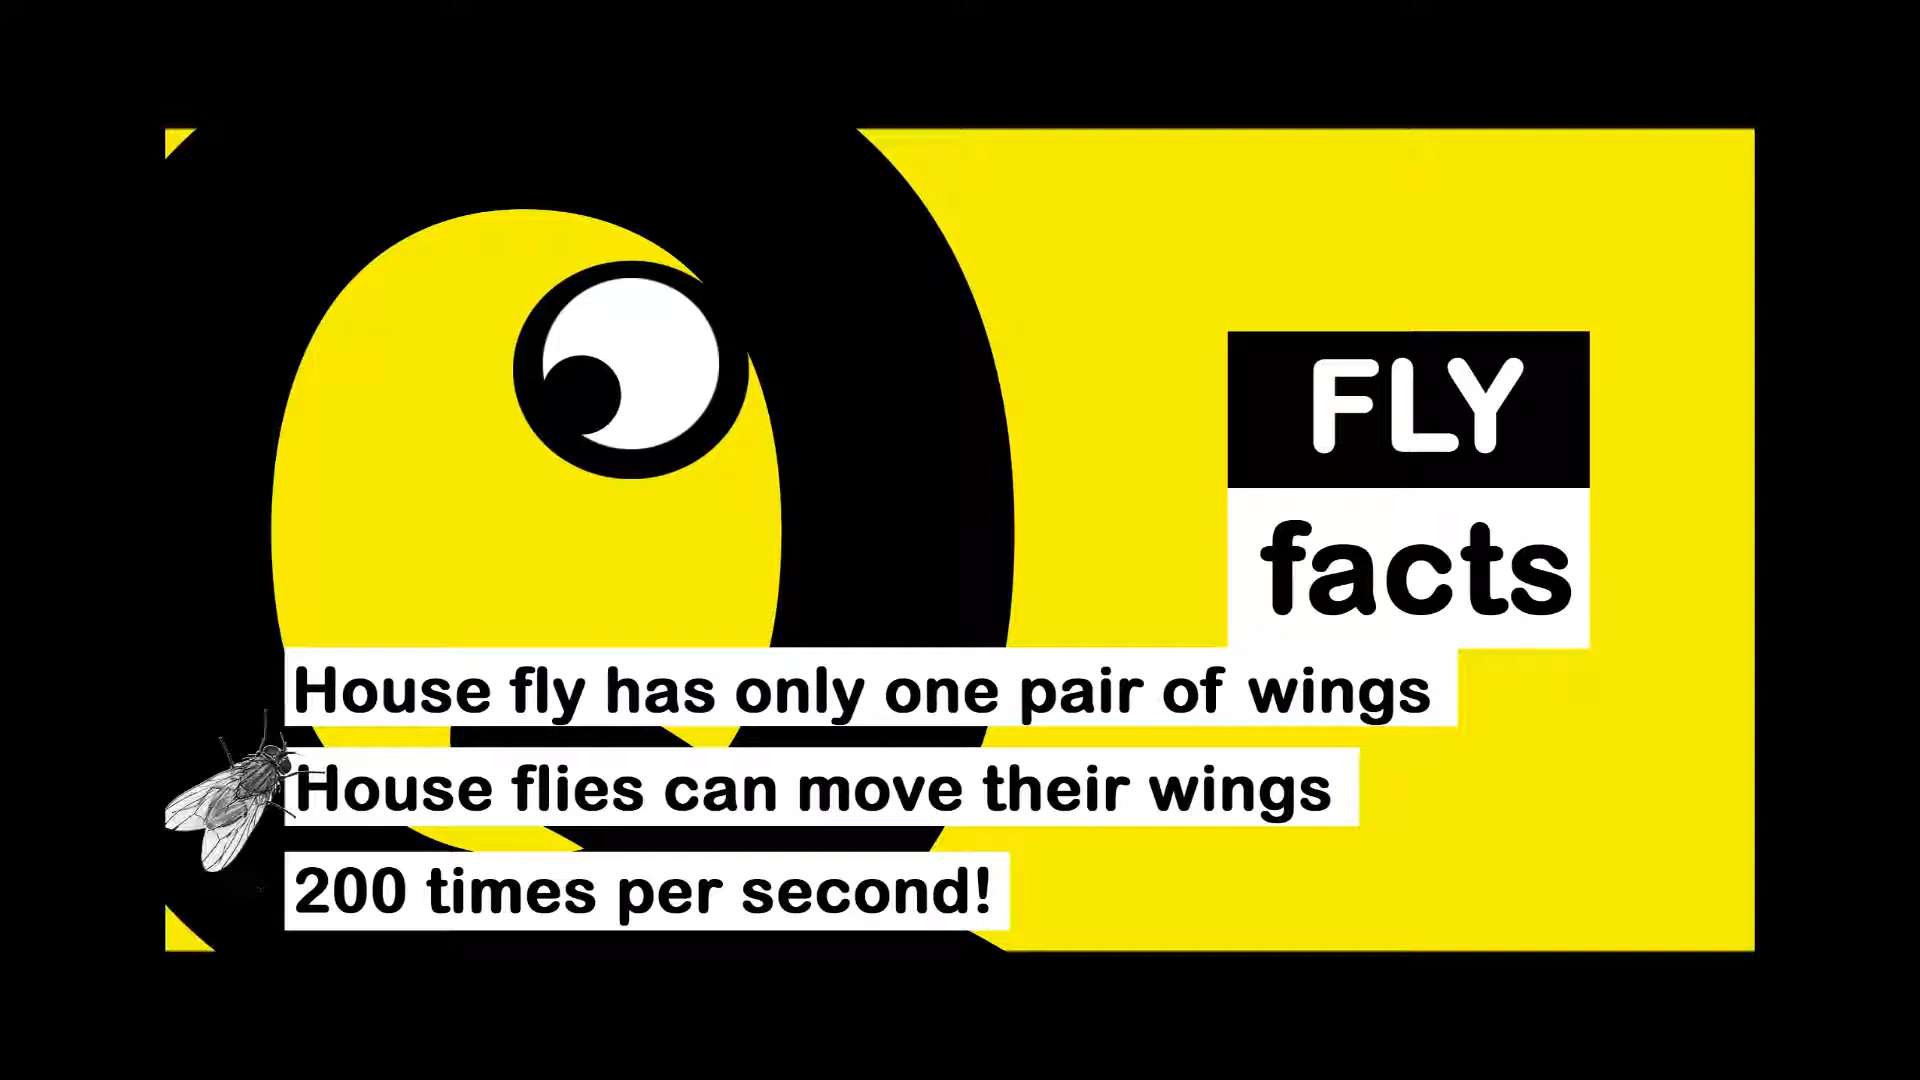 FLY
facts
House fly has only one pair of wings
House flies can move their wings
200 times per second!